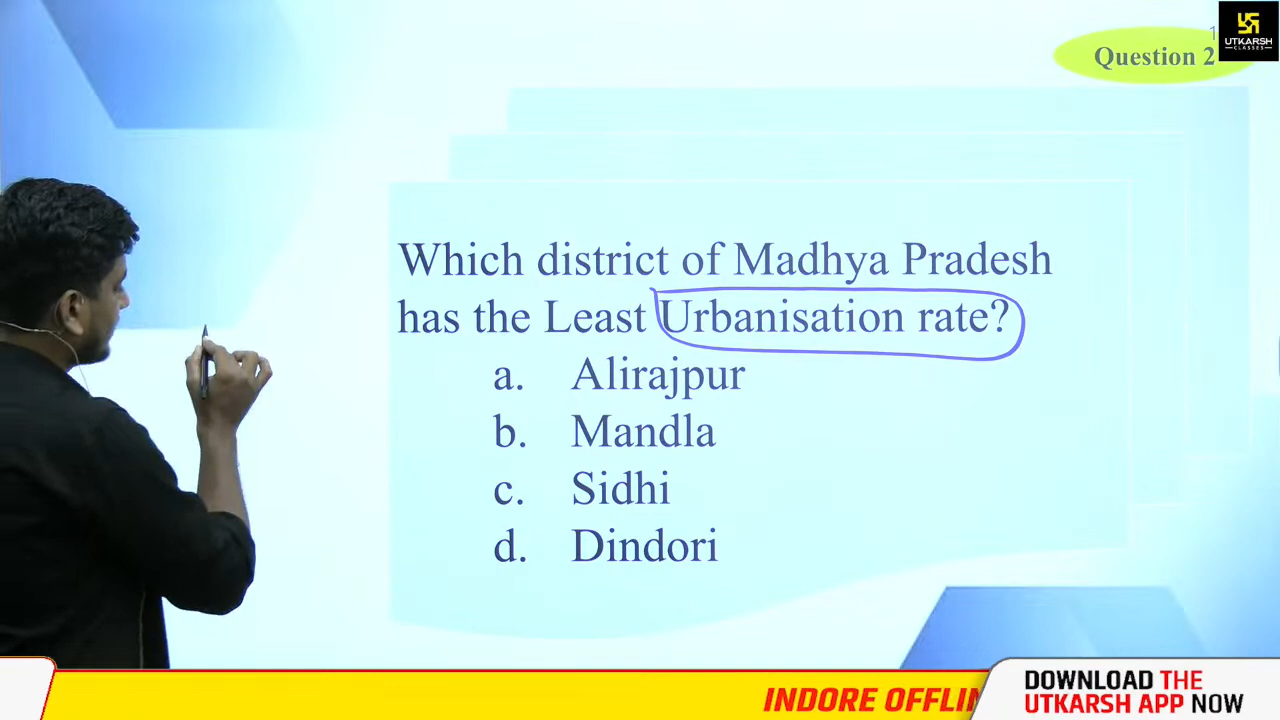 1
Question 2
UTKARSH
CLASSES
Which district of Madhya Pradesh
has the Least Urbanisation rate?
a. Alirajpur
b. Mandla
c. Sidhi
d. Dindori
INDORE OFFLIN
DOWNLOAD THE
UTKARSH APP NOW